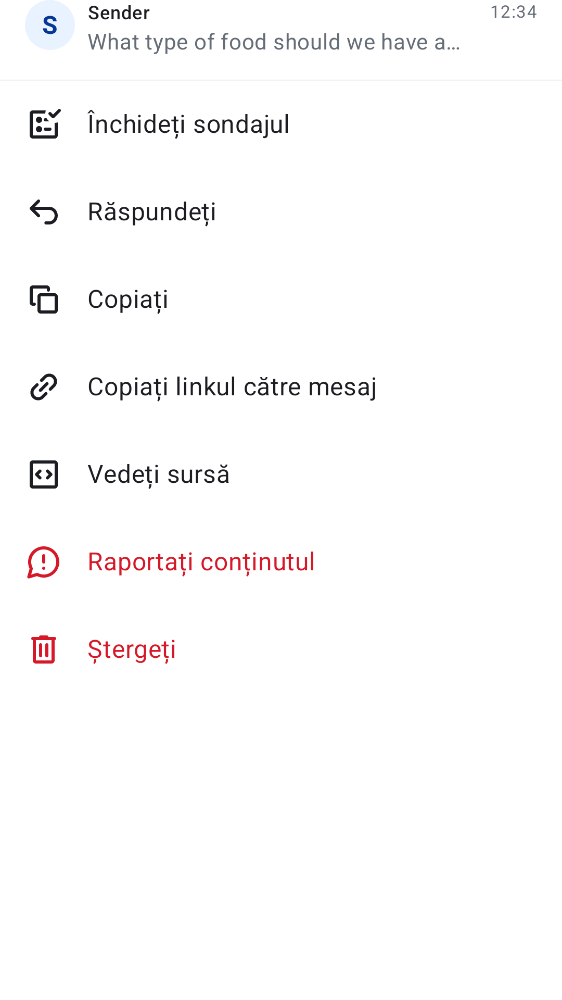 S
Sender
12:34
What type of food should we have a…
Închideți sondajul
Răspundeți
Copiați
Copiați linkul către mesaj
Vedeți sursă
Raportați conținutul
Ștergeți